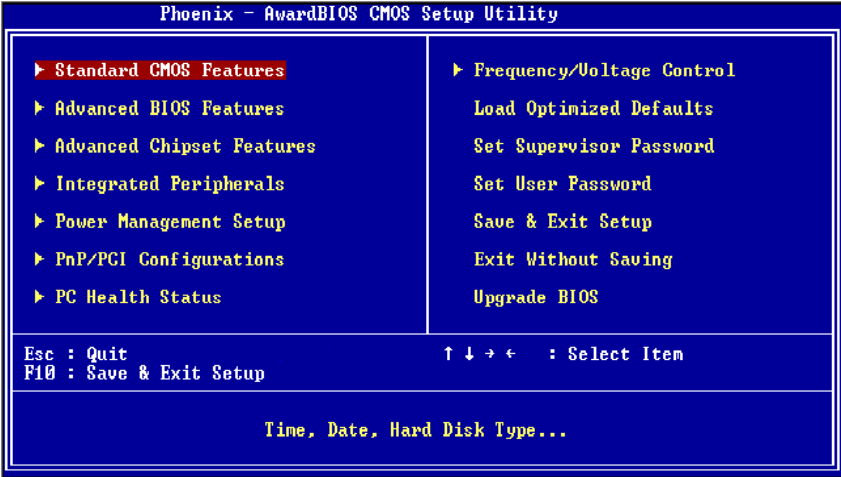 Phoenix - AwardBIOS CMOS Setup Utility
Standard CMOS Features
Advanced BIOS Features
Advanced Chipset Features
Integrated Peripherals
Power Management Setup
PnP/PCI Configurations
PC Health Status
Frequency/Voltage Control
Load Optimized Defaults
Set Supervisor Password
Set User Password
Save & Exit Setup
Exit Without Saving
Upgrade BIOS
Esc : Quit
F10 : Save & Exit Setup
↑ ↓ → ← : Select Item
Time, Date, Hard Disk Type...